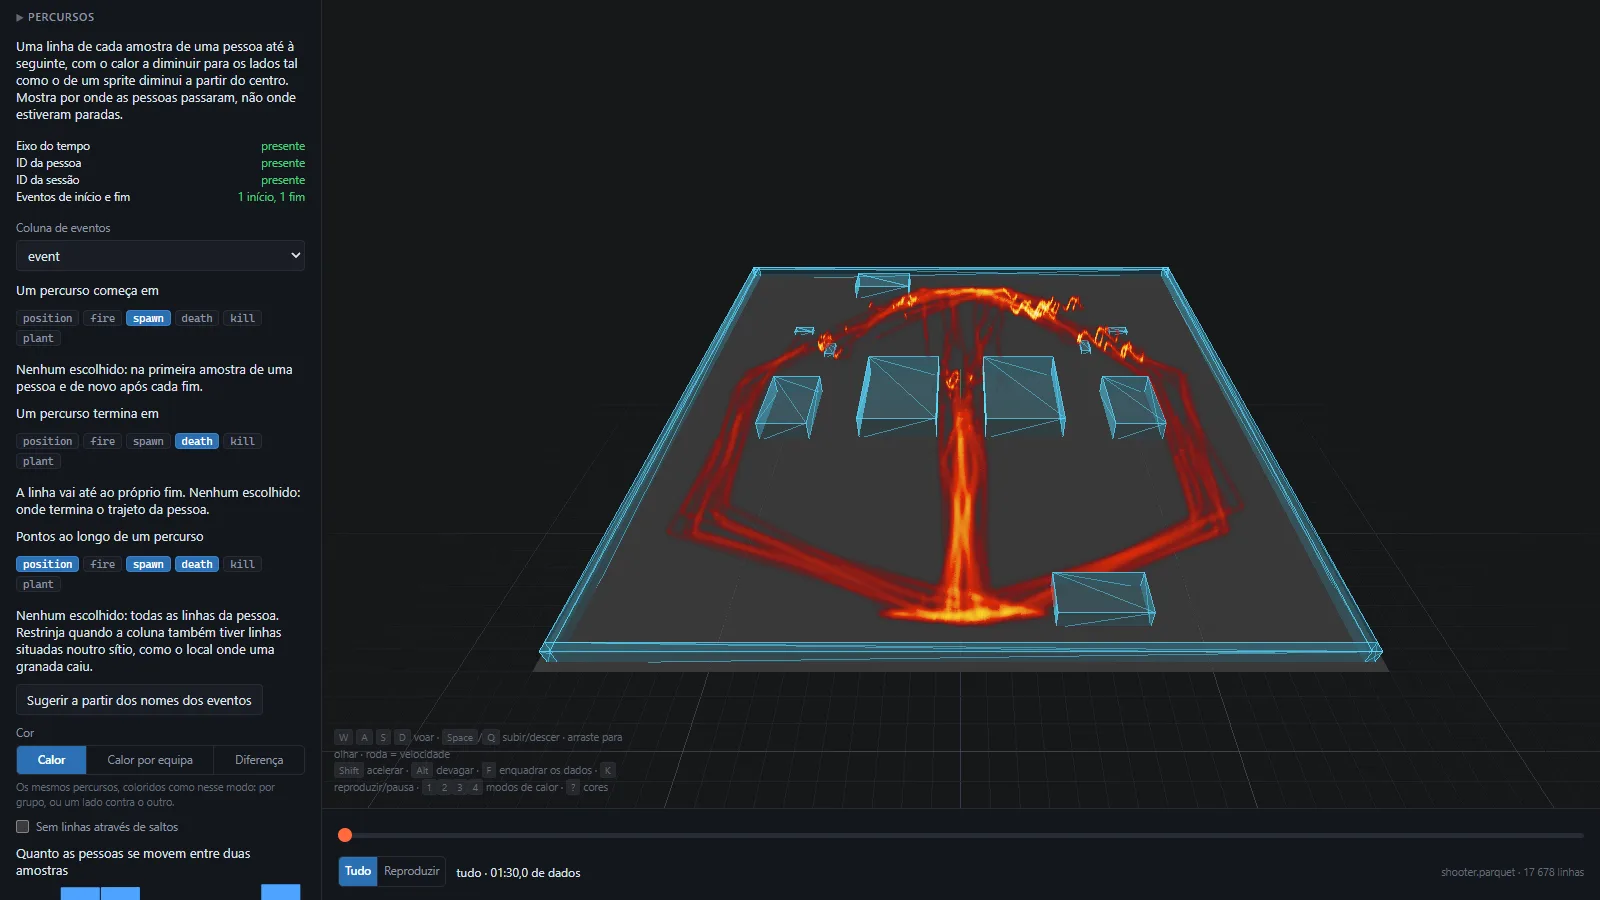 ▶ PERCURSOS
Uma linha de cada amostra de uma pessoa até à
seguinte, com o calor a diminuir para os lados tal
como o de um sprite diminui a partir do centro.
Mostra por onde as pessoas passaram, não onde
estiveram paradas.
Eixo do tempo presente
ID da pessoa presente
ID da sessão presente
Eventos de início e fim 1 início, 1 fim
Coluna de eventos
event
Um percurso começa em
position fire spawn death kill
plant
Nenhum escolhido: na primeira amostra de uma
pessoa e de novo após cada fim.
Um percurso termina em
position fire spawn death kill
plant
A linha vai até ao próprio fim. Nenhum escolhido:
onde termina o trajeto da pessoa.
Pontos ao longo de um percurso
position fire spawn death kill
plant
Nenhum escolhido: todas as linhas da pessoa.
Restrinja quando a coluna também tiver linhas
situadas noutro sítio, como o local onde uma
granada caiu.
Sugerir a partir dos nomes dos eventos
Cor
Calor Calor por equipa Diferença
Os mesmos percursos, coloridos como nesse modo: por
grupo, ou um lado contra o outro.
Sem linhas através de saltos
Quanto as pessoas se movem entre duas
amostras
W A S D voar · Space / Q subir/descer · arraste para
olhar · roda = velocidade
Shift acelerar · Alt devagar · F enquadrar os dados · K
reproduzir/pausa · 1 2 3 4 modos de calor · ? cores
Tudo Reproduzir tudo · 01:30,0 de dados
shooter.parquet · 17 678 linhas